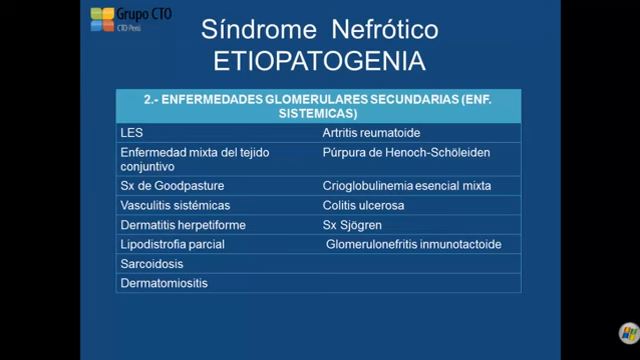 Grupo CTO
CTO Perú
Síndrome Nefrótico
ETIOPATOGENIA
2.- ENFERMEDADES GLOMERULARES SECUNDARIAS (ENF.
SISTEMICAS)
LES Artritis reumatoide
Enfermedad mixta del tejido Púrpura de Henoch-Schöleiden
conjuntivo
Sx de Goodpasture Crioglobulinemia esencial mixta
Vasculitis sistémicas Colitis ulcerosa
Dermatitis herpetiforme Sx Sjögren
Lipodistrofia parcial Glomerulonefritis inmunotactoide
Sarcoidosis
Dermatomiositis